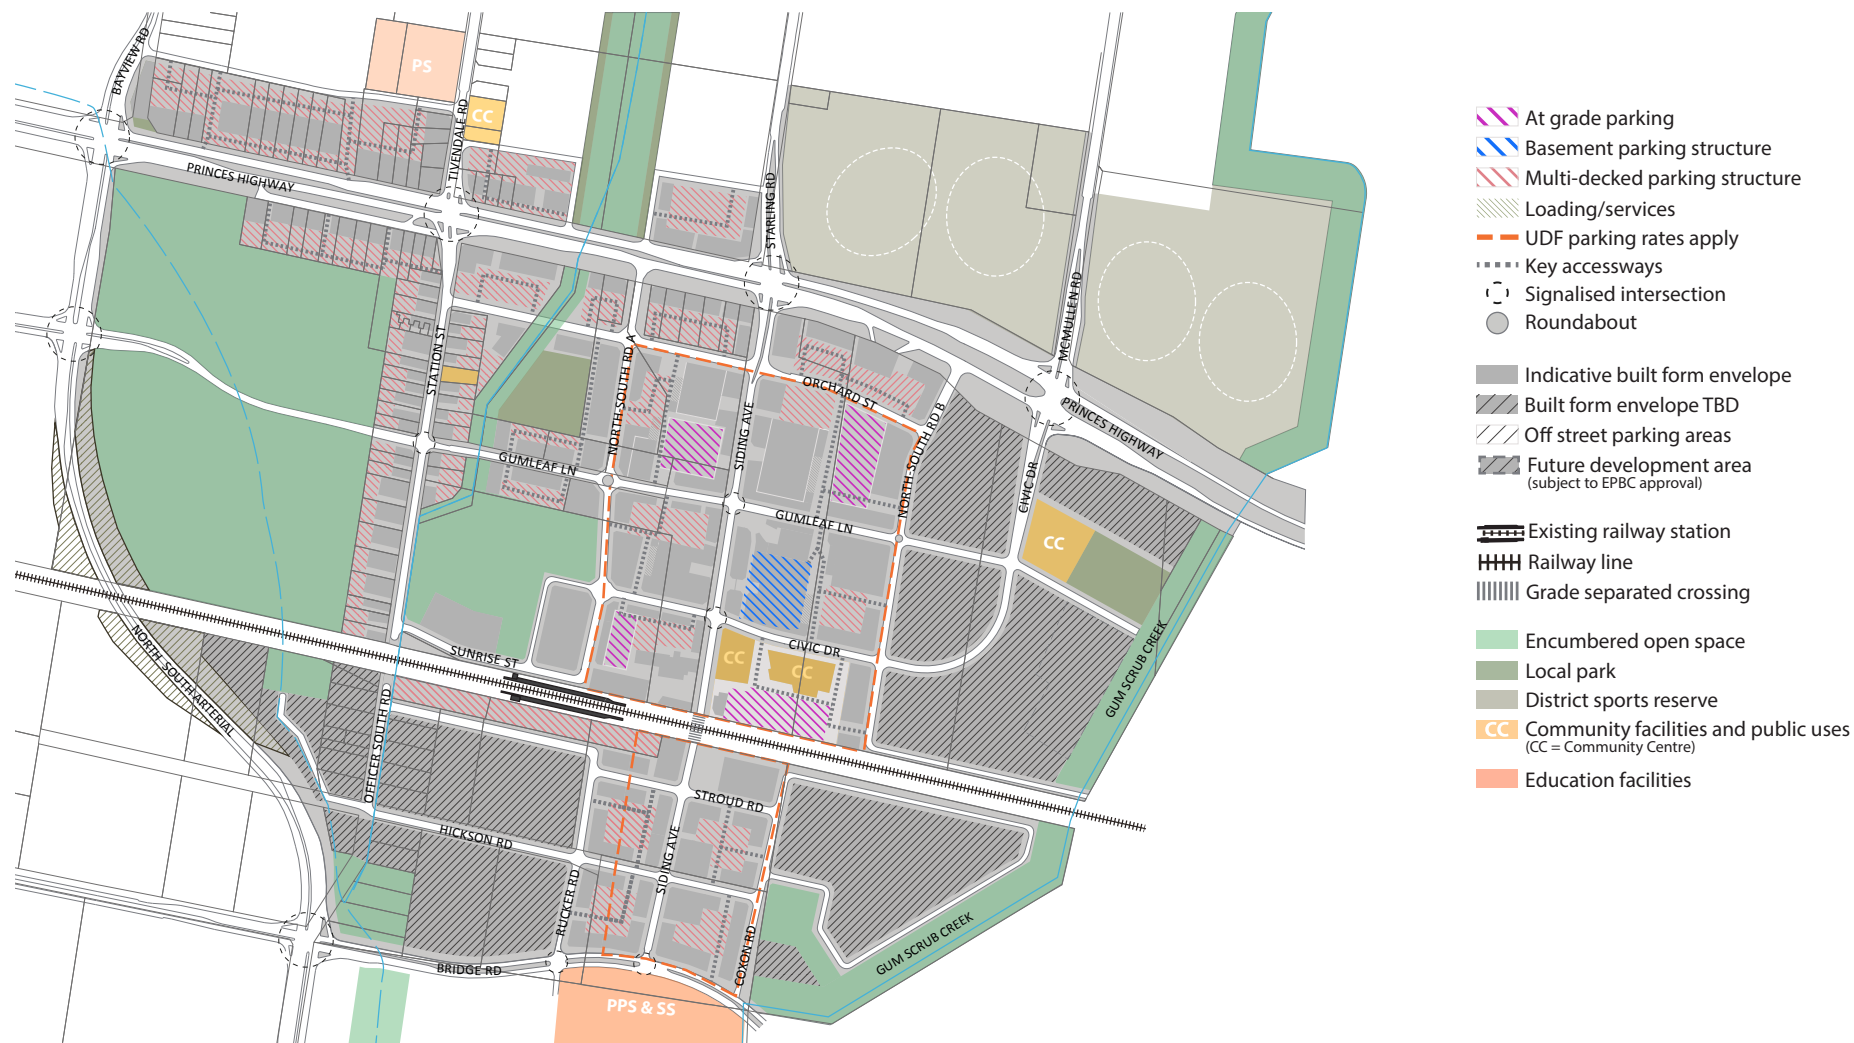 BAYVIEW RD
PS
TIVENDALE RD
CC
PRINCES HIGHWAY
STARLING RD
MCMULLEN RD
STATION ST
NORTH-SOUTH RD A
ORCHARD ST
SIDING AVE
NORTH-SOUTH RD B
PRINCES HIGHWAY
GUMLEAF LN
CIVIC DR
GUMLEAF LN
CC
CC
CC
CIVIC DR
SUNRISE ST
NORTH-SOUTH ARTERIAL
OFFICER SOUTH RD
GUM SCRUB CREEK
STROUD RD
HICKSON RD
SIDING AVE
RUCKER RD
COXON RD
GUM SCRUB CREEK
BRIDGE RD
PPS & SS
At grade parking
Basement parking structure
Multi-decked parking structure
Loading/services
UDF parking rates apply
Key accessways
Signalised intersection
Roundabout
Indicative built form envelope
Built form envelope TBD
Off street parking areas
Future development area
(subject to EPBC approval)
Existing railway station
Railway line
Grade separated crossing
Encumbered open space
Local park
District sports reserve
CC Community facilities and public uses
(CC = Community Centre)
Education facilities